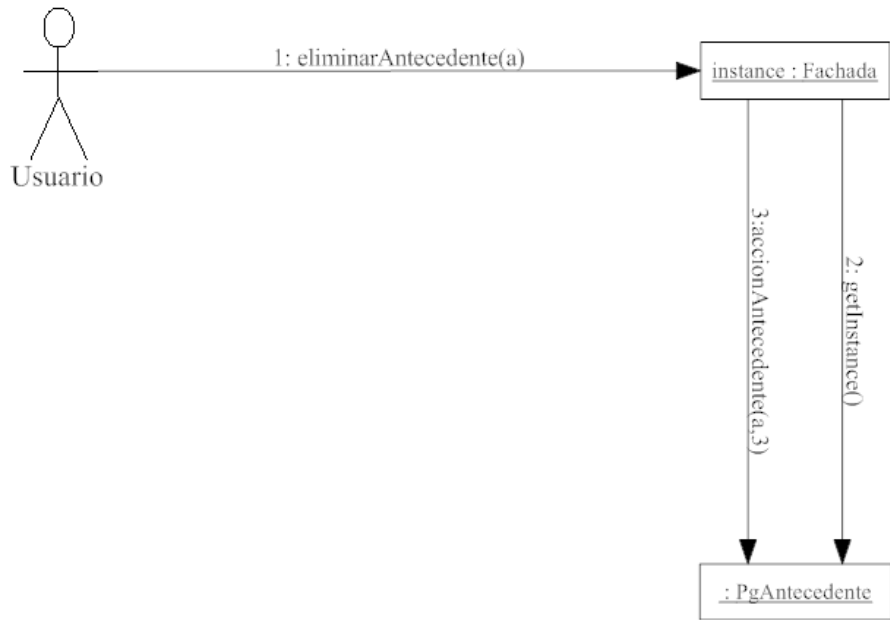 1: eliminarAntecedente(a)
instance : Fachada
Usuario
3:accionAntecedente(a,3)
2: getInstance()
: PgAntecedente